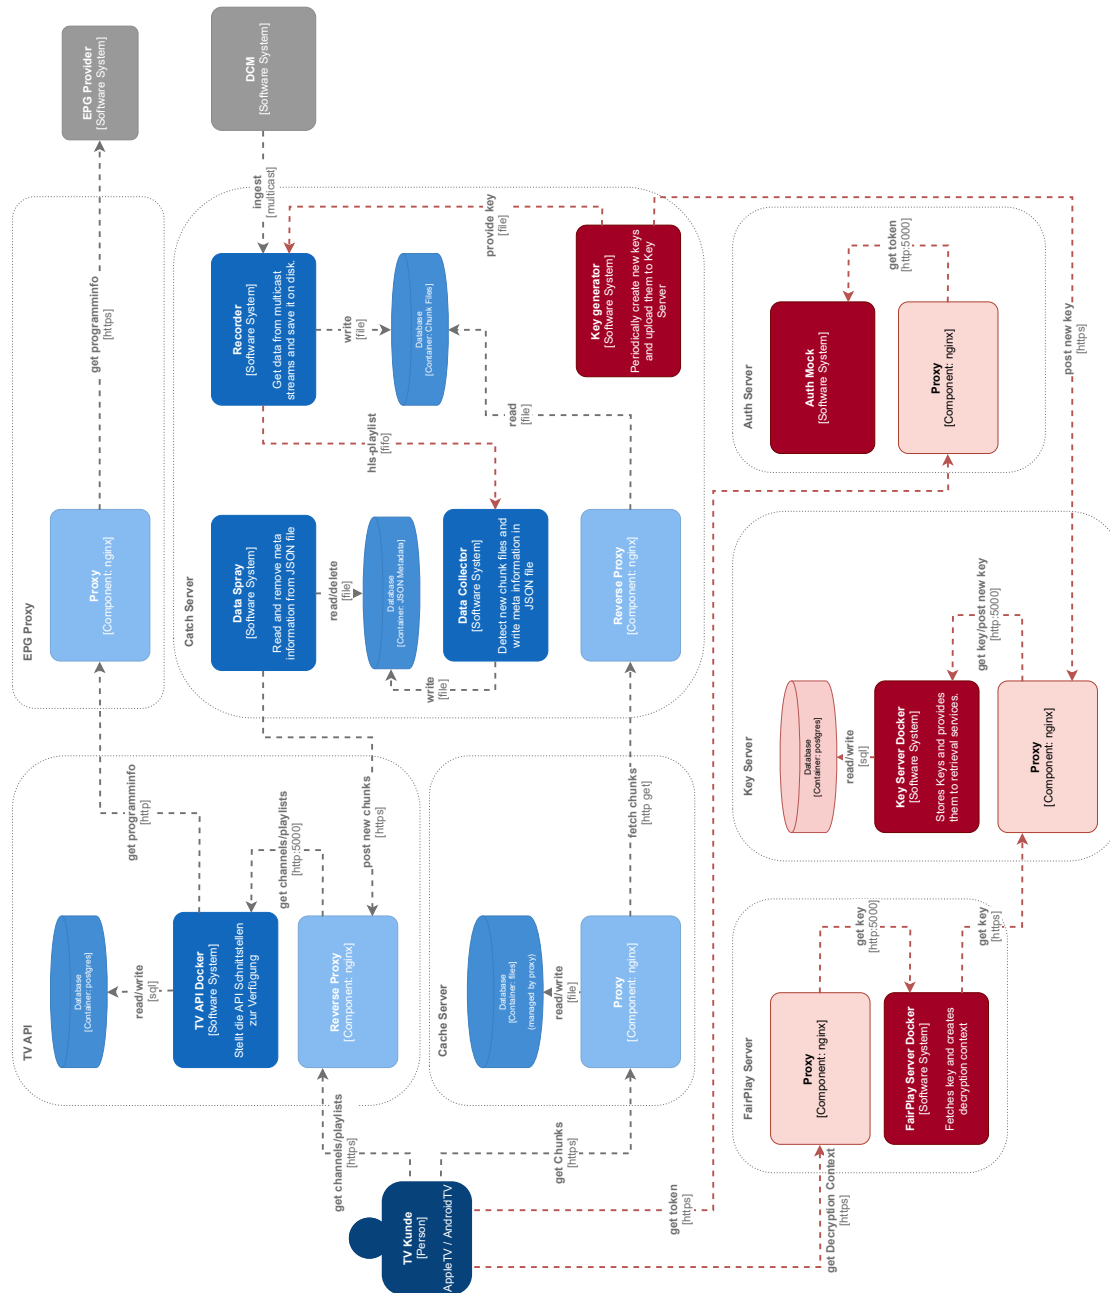 TV Kunde
[Person]
AppleTV / AndroidTV
get channels/playlists
[https]
get Chunks
[https]
get token
[https]
get Decryption Context
[https]
TV API
Database
[Container: postgres]
read/write
[sql]
TV API Docker
[Software System]
Stellt die API Schnittstellen
zur Verfügung
get channels/playlists
[http:5000]
Reverse Proxy
[Component: nginx]
get programminfo
[http]
post new chunks
[https]
EPG Proxy
Proxy
[Component: nginx]
get programminfo
[https]
EPG Provider
[Software System]
DCM
[Software System]
ingest
[multicast]
Catch Server
Data Spray
[Software System]
Read and remove meta
information from JSON file
read/delete
[file]
Database
[Container: JSON Metadata]
write
[file]
Data Collector
[Software System]
Detect new chunk files and
write meta information in
JSON file
Reverse Proxy
[Component: nginx]
hls-playlist
[fifo]
Recorder
[Software System]
Get data from multicast
streams and save it on disk.
write
[file]
Database
[Container: Chunk Files]
read
[file]
provide key
[file]
Key generator
[Software System]
Periodically create new keys
and upload them to Key
Server
Cache Server
Database
[Container: files]
(managed by proxy)
read/write
[file]
Proxy
[Component: nginx]
fetch chunks
[http get]
FairPlay Server
Proxy
[Component: nginx]
get key
[http:5000]
FairPlay Server Docker
[Software System]
Fetches key and creates
decryption context
get key
[https]
Key Server
Database
[Container: postgres]
read/write
[sql]
Key Server Docker
[Software System]
Stores Keys and provides
them to retrieval services.
get key/post new key
[http:5000]
Proxy
[Component: nginx]
Auth Server
Auth Mock
[Software System]
get token
[http:5000]
Proxy
[Component: nginx]
post new key
[https]